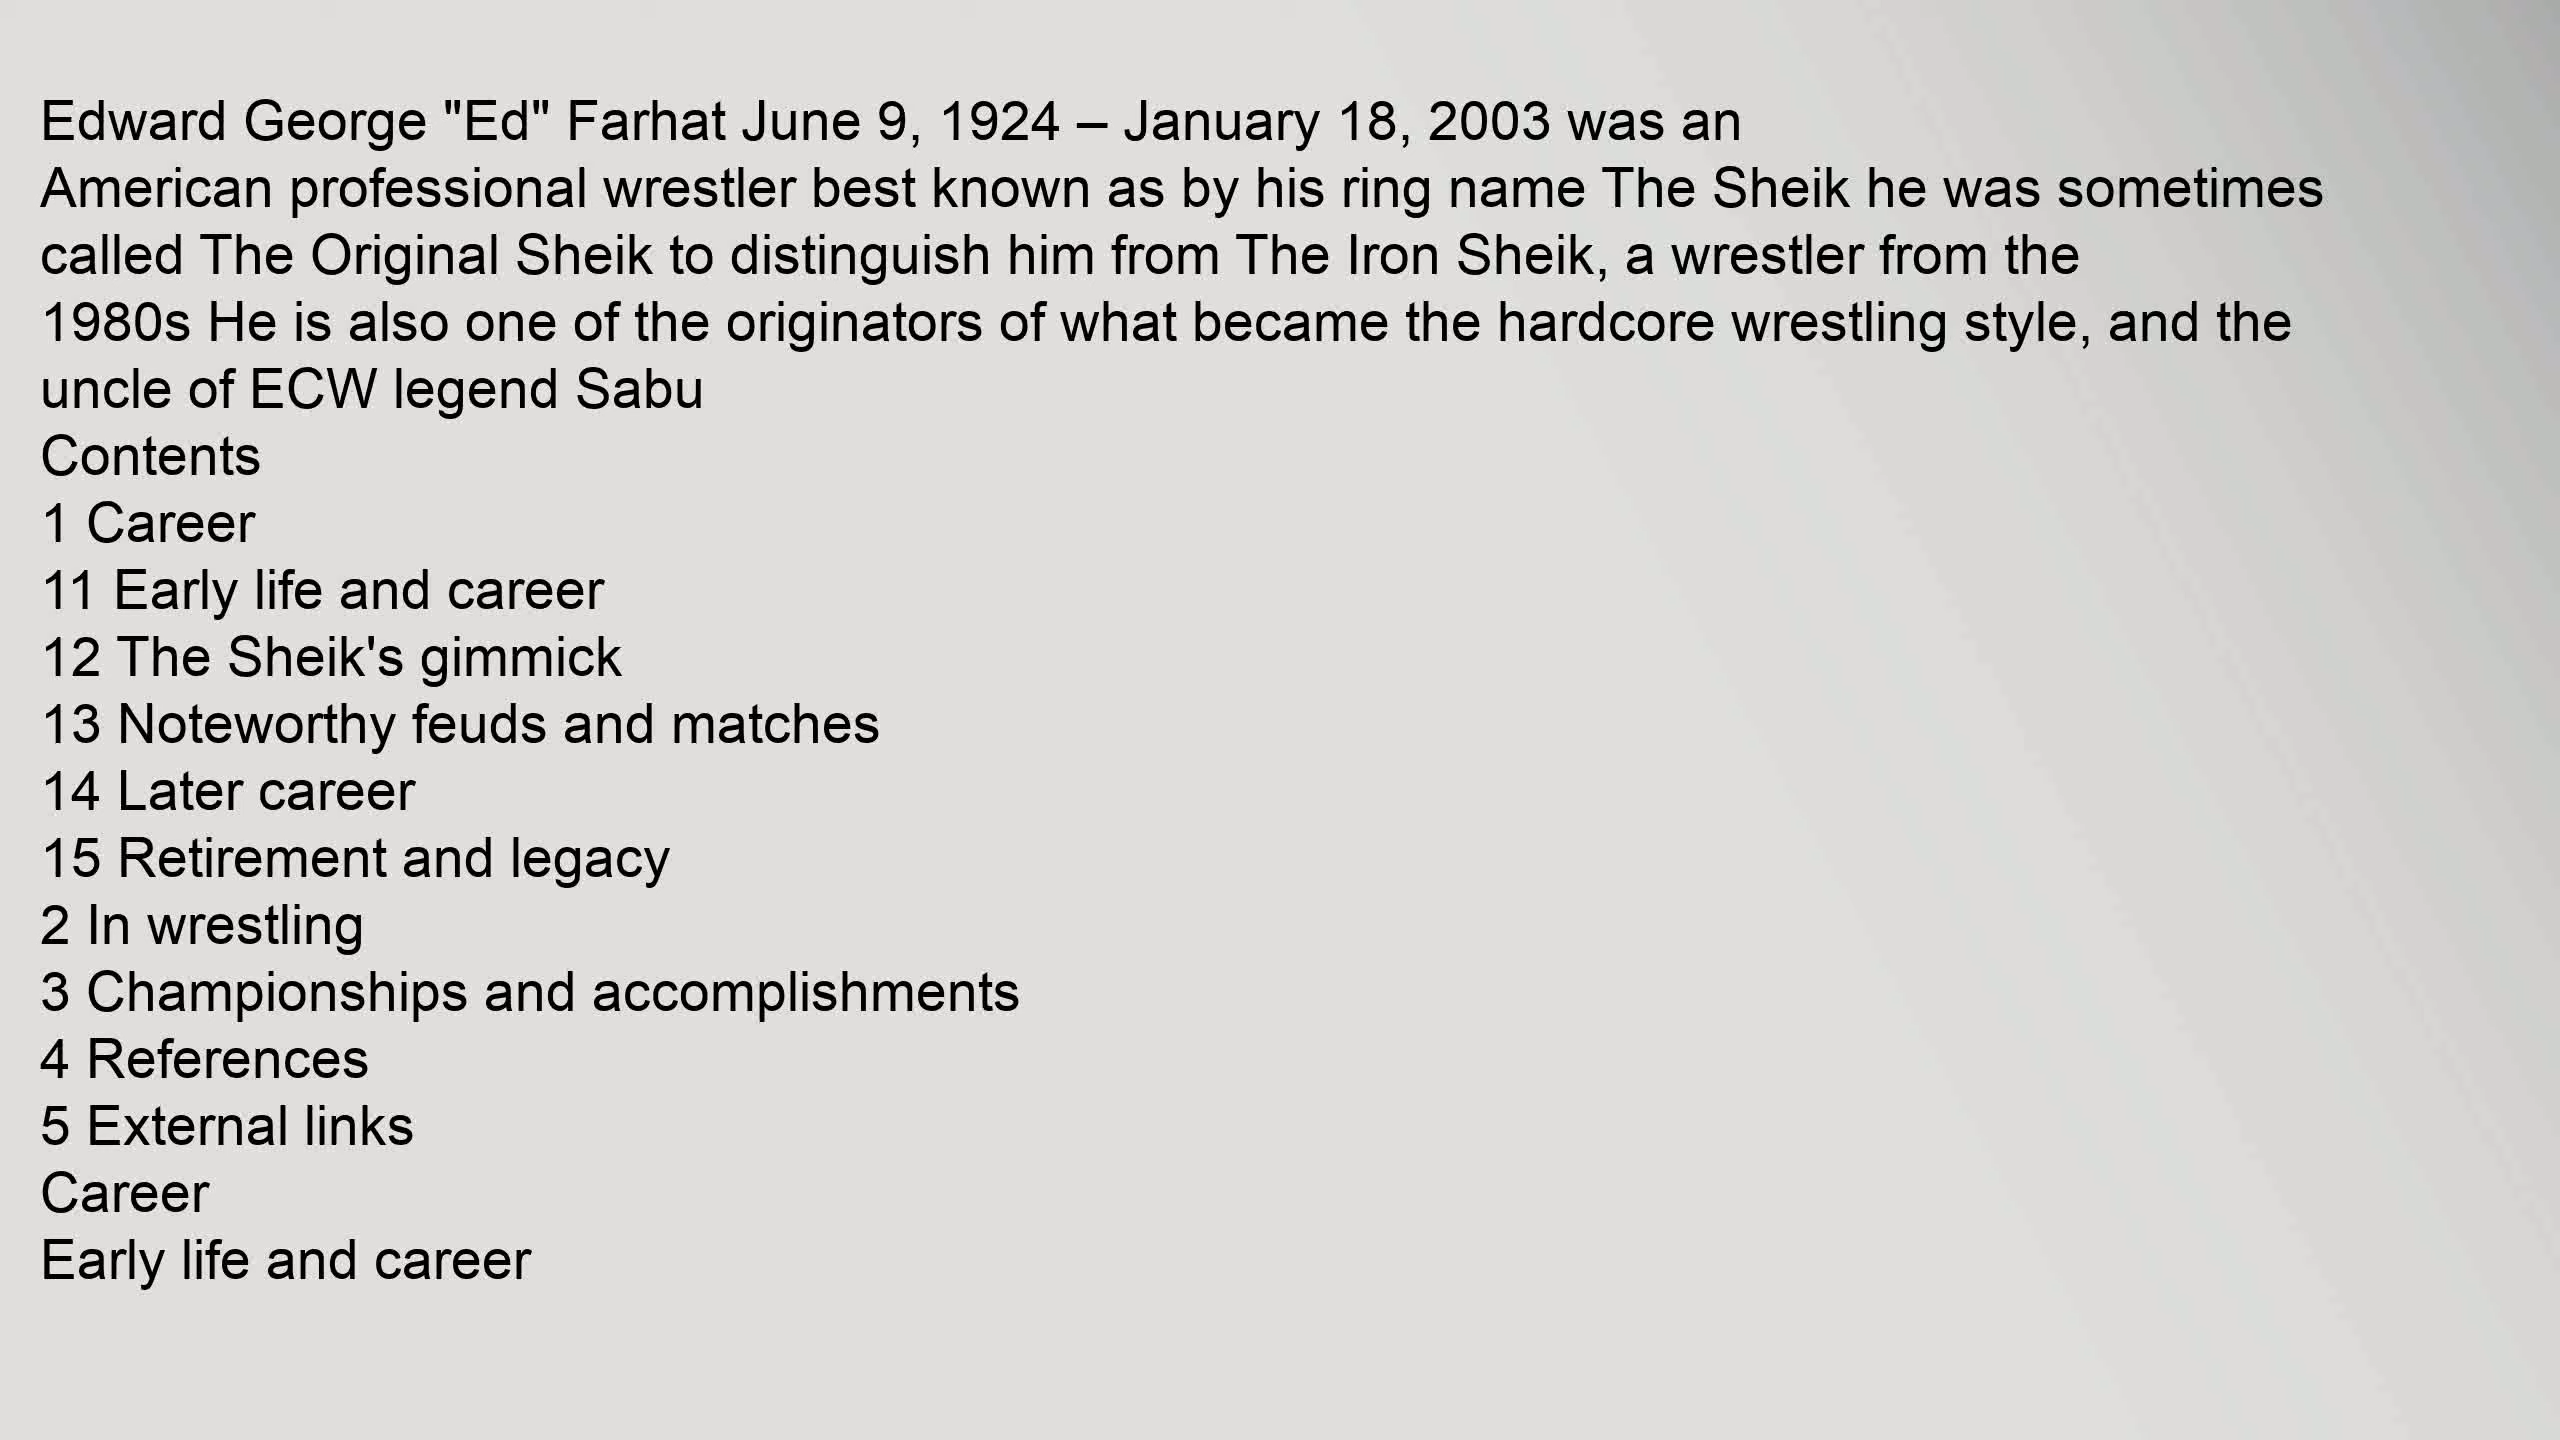 Edward George "Ed" Farhat June 9, 1924 – January 18, 2003 was an
American professional wrestler best known as by his ring name The Sheik he was sometimes
called The Original Sheik to distinguish him from The Iron Sheik, a wrestler from the
1980s He is also one of the originators of what became the hardcore wrestling style, and the
uncle of ECW legend Sabu
Contents
1 Career
11 Early life and career
12 The Sheik's gimmick
13 Noteworthy feuds and matches
14 Later career
15 Retirement and legacy
2 In wrestling
3 Championships and accomplishments
4 References
5 External links
Career
Early life and career